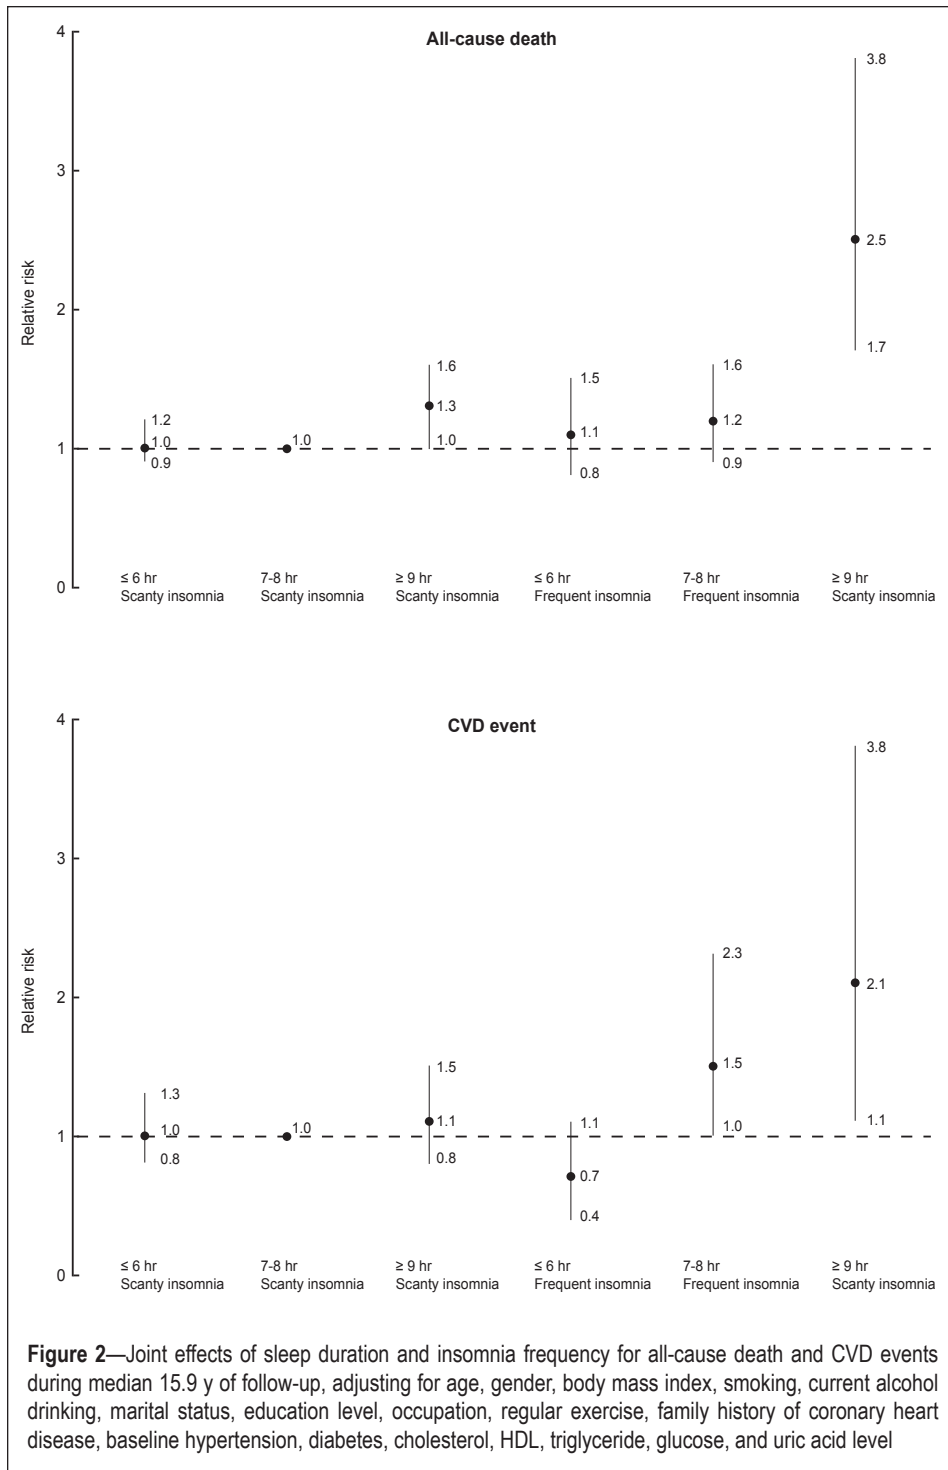 All-cause death
4
3
2
1
0
Relative risk
1.2
1.0
0.9
1.0
1.6
1.3
1.0
1.5
1.1
0.8
1.6
1.2
0.9
3.8
2.5
1.7
≤ 6 hr
Scanty insomnia
7-8 hr
Scanty insomnia
≥ 9 hr
Scanty insomnia
≤ 6 hr
Frequent insomnia
7-8 hr
Frequent insomnia
≥ 9 hr
Scanty insomnia
CVD event
4
3
2
1
0
Relative risk
1.3
1.0
0.8
1.0
1.5
1.1
0.8
1.1
0.7
0.4
2.3
1.5
1.0
3.8
2.1
1.1
≤ 6 hr
Scanty insomnia
7-8 hr
Scanty insomnia
≥ 9 hr
Scanty insomnia
≤ 6 hr
Frequent insomnia
7-8 hr
Frequent insomnia
≥ 9 hr
Scanty insomnia
Figure 2—Joint effects of sleep duration and insomnia frequency for all-cause death and CVD events
during median 15.9 y of follow-up, adjusting for age, gender, body mass index, smoking, current alcohol
drinking, marital status, education level, occupation, regular exercise, family history of coronary heart
disease, baseline hypertension, diabetes, cholesterol, HDL, triglyceride, glucose, and uric acid level